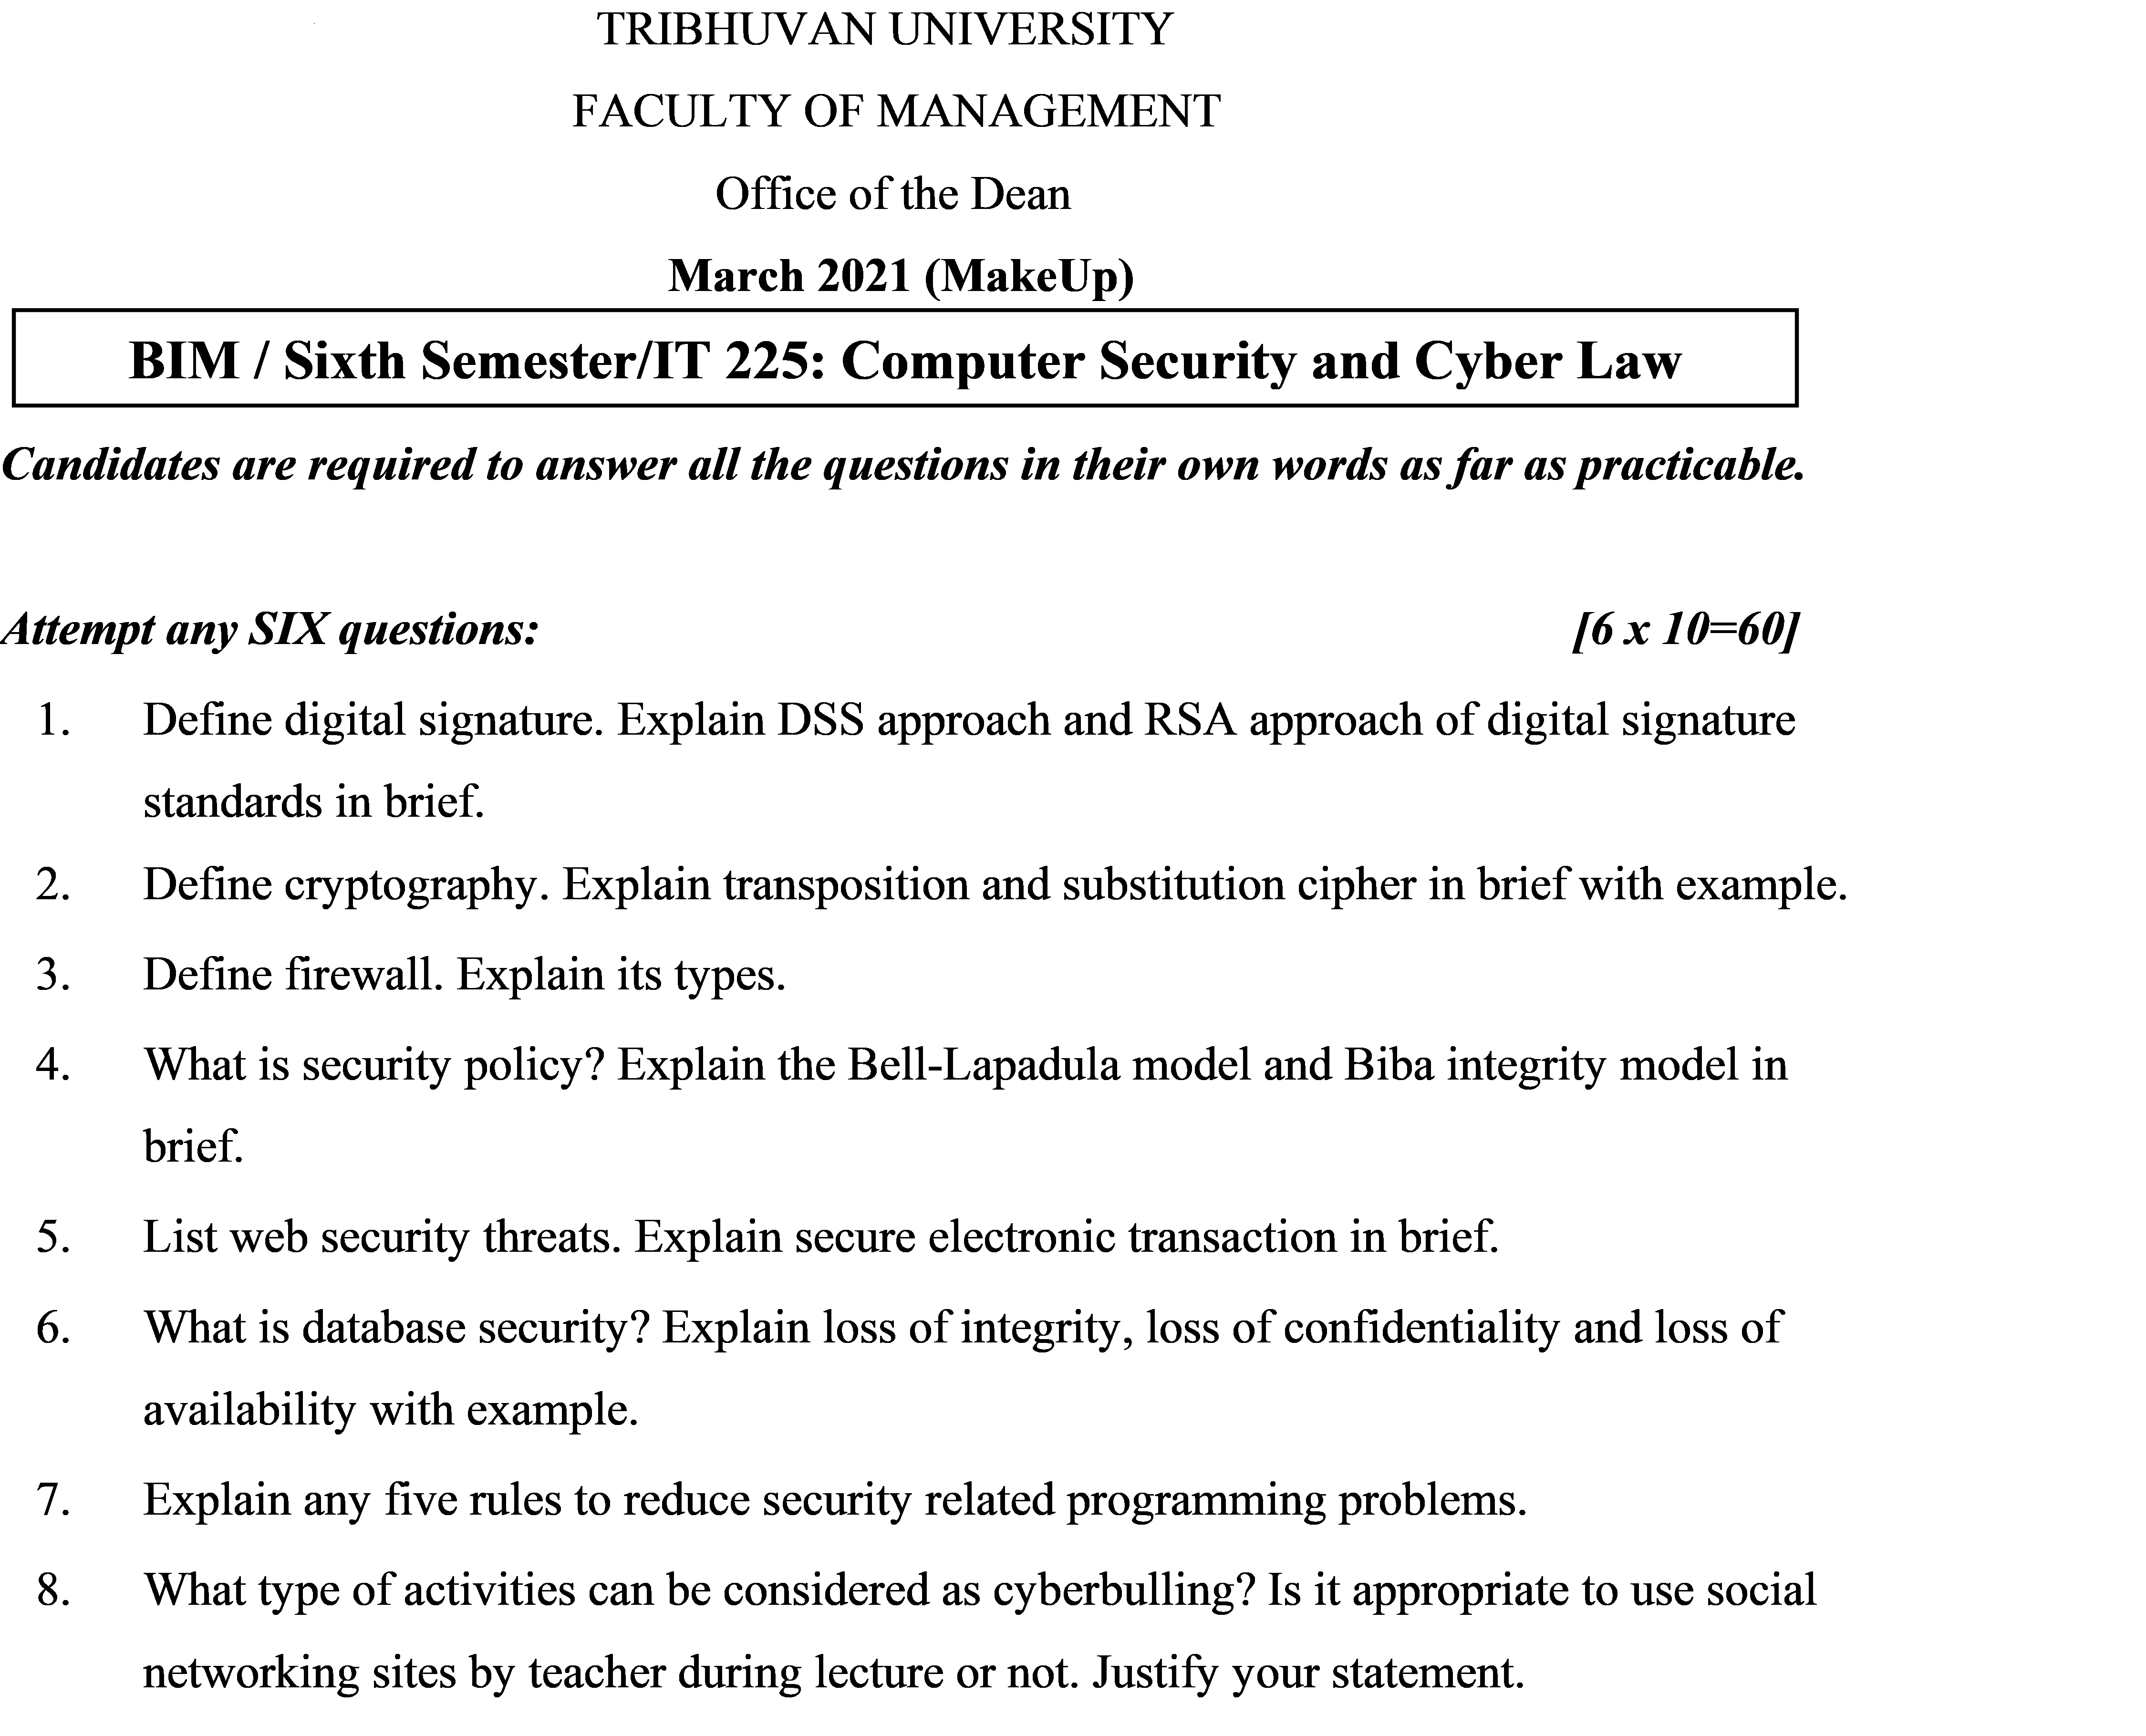 TRIBHUVAN UNIVERSITY
FACULTY OF MANAGEMENT
Office of the Dean
March 2021 (MakeUp)
BIM / Sixth Semester/IT 225: Computer Security and Cyber Law
Candidates are required to answer all the questions in their own words as far as practicable.
Attempt any SIX questions: [6 x 10=60]
1. Define digital signature. Explain DSS approach and RSA approach of digital signature
standards in brief.
2. Define cryptography. Explain transposition and substitution cipher in brief with example.
3. Define firewall. Explain its types.
4. What is security policy? Explain the Bell-Lapadula model and Biba integrity model in
brief.
5. List web security threats. Explain secure electronic transaction in brief.
6. What is database security? Explain loss of integrity, loss of confidentiality and loss of
availability with example.
7. Explain any five rules to reduce security related programming problems.
8. What type of activities can be considered as cyberbulling? Is it appropriate to use social
networking sites by teacher during lecture or not. Justify your statement.